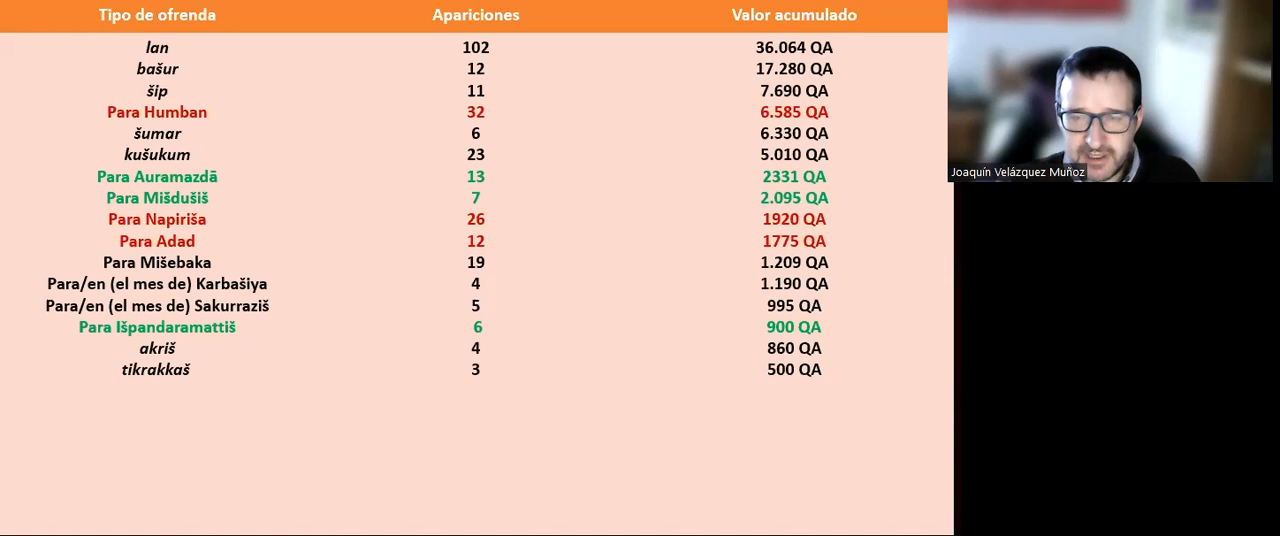 Tipo de ofrenda Apariciones Valor acumulado
lan 102 36.064 QA
bašur 12 17.280 QA
šip 11 7.690 QA
Para Humban 32 6.585 QA
šumar 6 6.330 QA
kušukum 23 5.010 QA
Para Auramazdā 13 2331 QA
Para Mišdušiš 7 2.095 QA
Para Napiriša 26 1920 QA
Para Adad 12 1775 QA
Para Mišebaka 19 1.209 QA
Para/en (el mes de) Karbašiya 4 1.190 QA
Para/en (el mes de) Sakurraziš 5 995 QA
Para Išpandaramattiš 6 900 QA
akriš 4 860 QA
tikrakkaš 3 500 QA
Joaquín Velázquez Muñoz